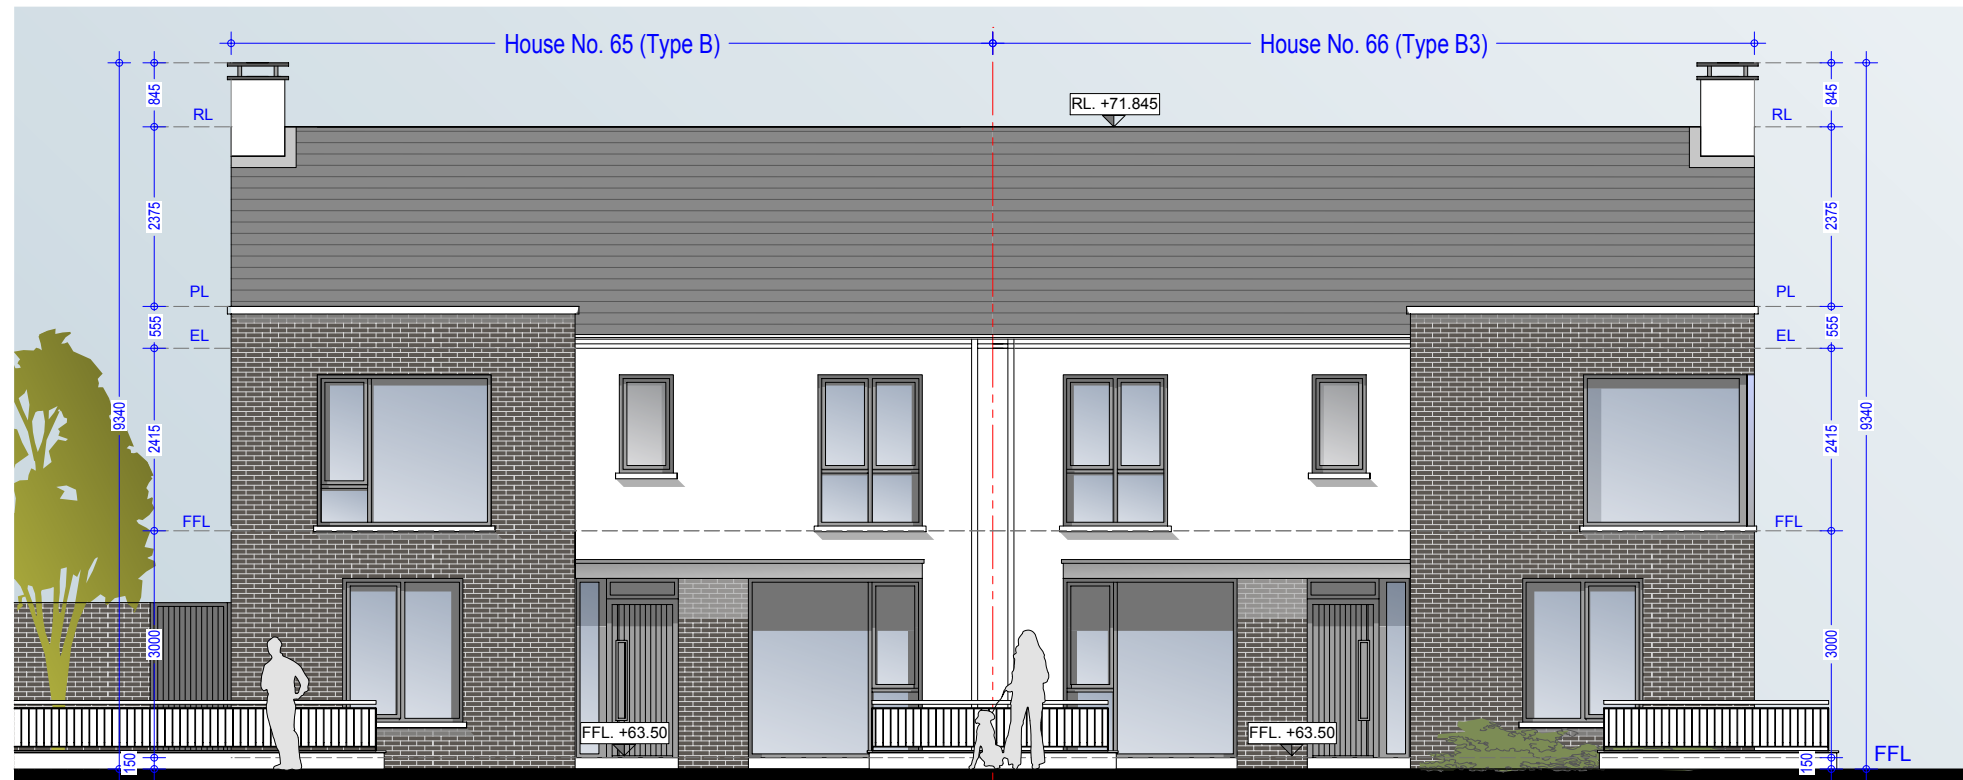 House No. 65 (Type B)
House No. 66 (Type B3)
845
845
RL. +71.845
RL
RL
2375
2375
PL
PL
555
555
EL
EL
9340
9340
2415
2415
FFL
FFL
3000
3000
FFL. +63.50
FFL. +63.50
FFL
150
150